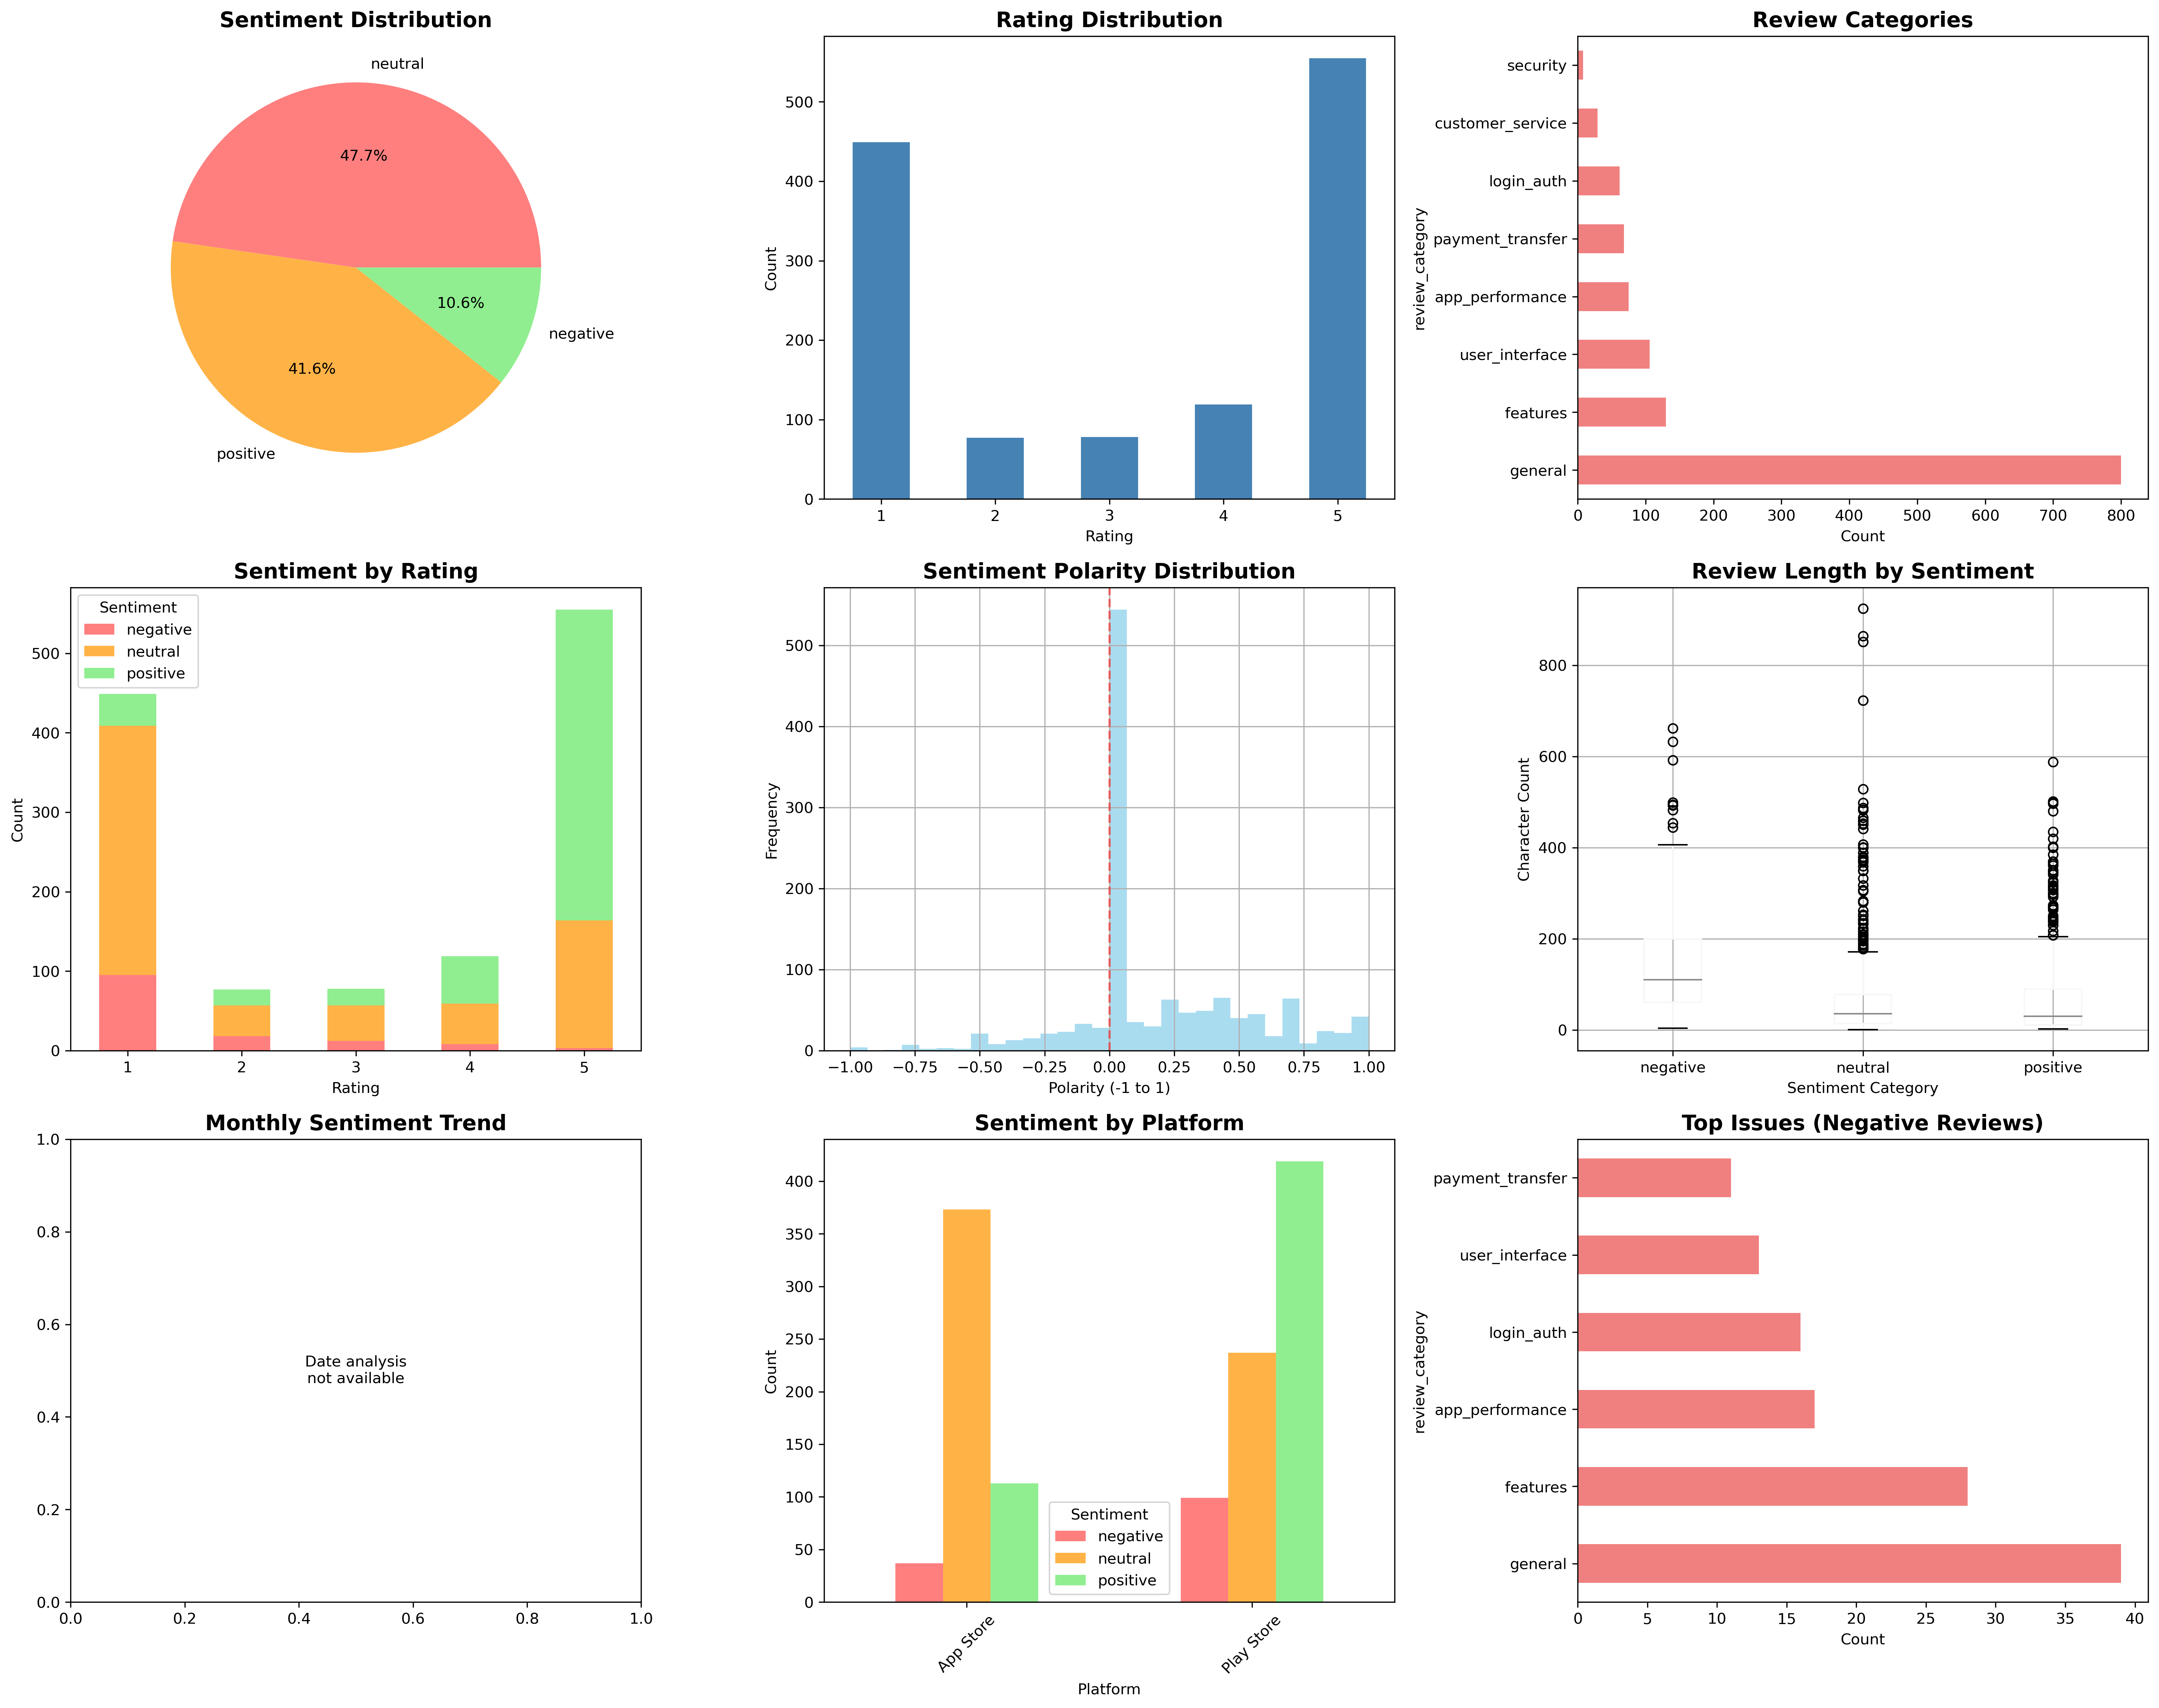 Sentiment Distribution
neutral
47.7%
10.6%
negative
41.6%
positive
Rating Distribution
Count
500
400
300
200
100
0
1 2 3 4 5
Rating
Review Categories
review_category
security
customer_service
login_auth
payment_transfer
app_performance
user_interface
features
general
0 100 200 300 400 500 600 700 800
Count
Sentiment by Rating
Sentiment
negative
neutral
positive
Count
500
400
300
200
100
0
1 2 3 4 5
Rating
Sentiment Polarity Distribution
Frequency
500
400
300
200
100
0
−1.00 −0.75 −0.50 −0.25 0.00 0.25 0.50 0.75 1.00
Polarity (-1 to 1)
Review Length by Sentiment
Character Count
800
600
400
200
0
negative neutral positive
Sentiment Category
Monthly Sentiment Trend
1.0
0.8
0.6
0.4
0.2
0.0
Date analysis
not available
0.0 0.2 0.4 0.6 0.8 1.0
Sentiment by Platform
Count
400
350
300
250
200
150
100
50
0
Sentiment
negative
neutral
positive
App Store Play Store
Platform
Top Issues (Negative Reviews)
review_category
payment_transfer
user_interface
login_auth
app_performance
features
general
0 5 10 15 20 25 30 35 40
Count